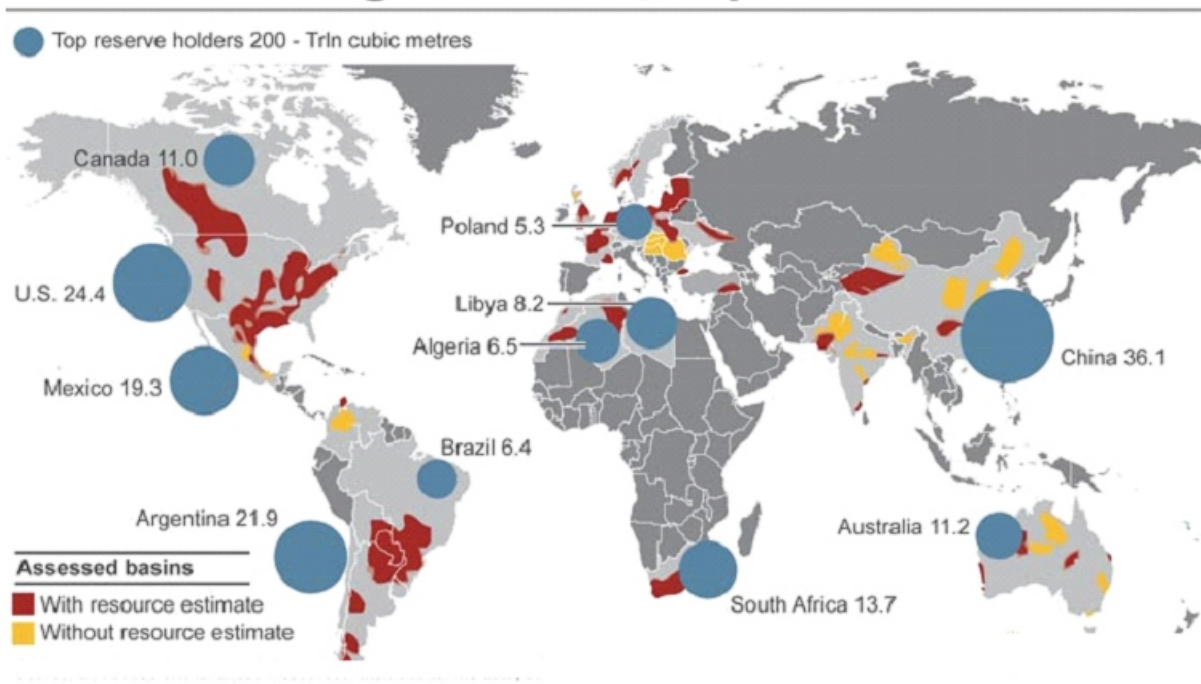 Top reserve holders 200 - Trln cubic metres
Canada 11.0
Poland 5.3
U.S. 24.4
Libya 8.2
Algeria 6.5
China 36.1
Mexico 19.3
Brazil 6.4
Argentina 21.9
Australia 11.2
South Africa 13.7
Assessed basins
With resource estimate
Without resource estimate